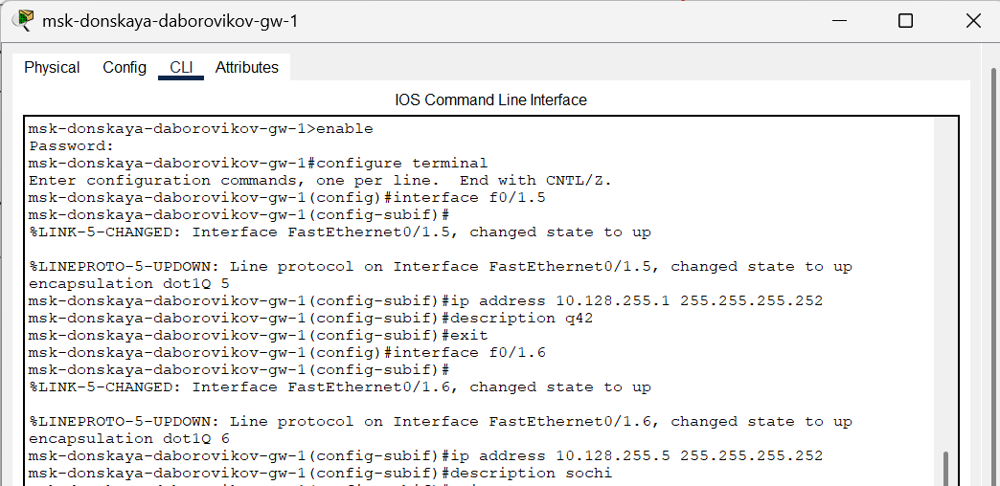 msk-donskaya-daborovikov-gw-1
Physical Config CLI Attributes
IOS Command Line Interface
msk-donskaya-daborovikov-gw-1>enable
Password:
msk-donskaya-daborovikov-gw-1#configure terminal
Enter configuration commands, one per line.  End with CNTL/Z.
msk-donskaya-daborovikov-gw-1(config)#interface f0/1.5
msk-donskaya-daborovikov-gw-1(config-subif)#
%LINK-5-CHANGED: Interface FastEthernet0/1.5, changed state to up
%LINEPROTO-5-UPDOWN: Line protocol on Interface FastEthernet0/1.5, changed state to up
encapsulation dot1Q 5
msk-donskaya-daborovikov-gw-1(config-subif)#ip address 10.128.255.1 255.255.255.252
msk-donskaya-daborovikov-gw-1(config-subif)#description q42
msk-donskaya-daborovikov-gw-1(config-subif)#exit
msk-donskaya-daborovikov-gw-1(config)#interface f0/1.6
msk-donskaya-daborovikov-gw-1(config-subif)#
%LINK-5-CHANGED: Interface FastEthernet0/1.6, changed state to up
%LINEPROTO-5-UPDOWN: Line protocol on Interface FastEthernet0/1.6, changed state to up
encapsulation dot1Q 6
msk-donskaya-daborovikov-gw-1(config-subif)#ip address 10.128.255.5 255.255.255.252
msk-donskaya-daborovikov-gw-1(config-subif)#description sochi